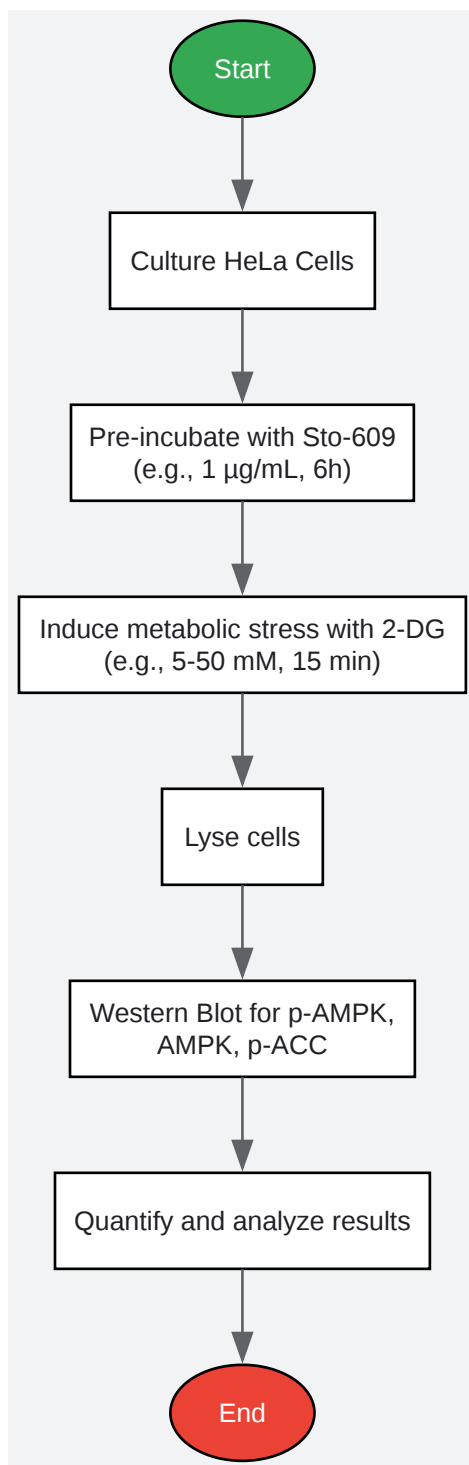 Start
Culture HeLa Cells
Pre-incubate with Sto-609
(e.g., 1 µg/mL, 6h)
Induce metabolic stress with 2-DG
(e.g., 5-50 mM, 15 min)
Lyse cells
Western Blot for p-AMPK,
AMPK, p-ACC
Quantify and analyze results
End